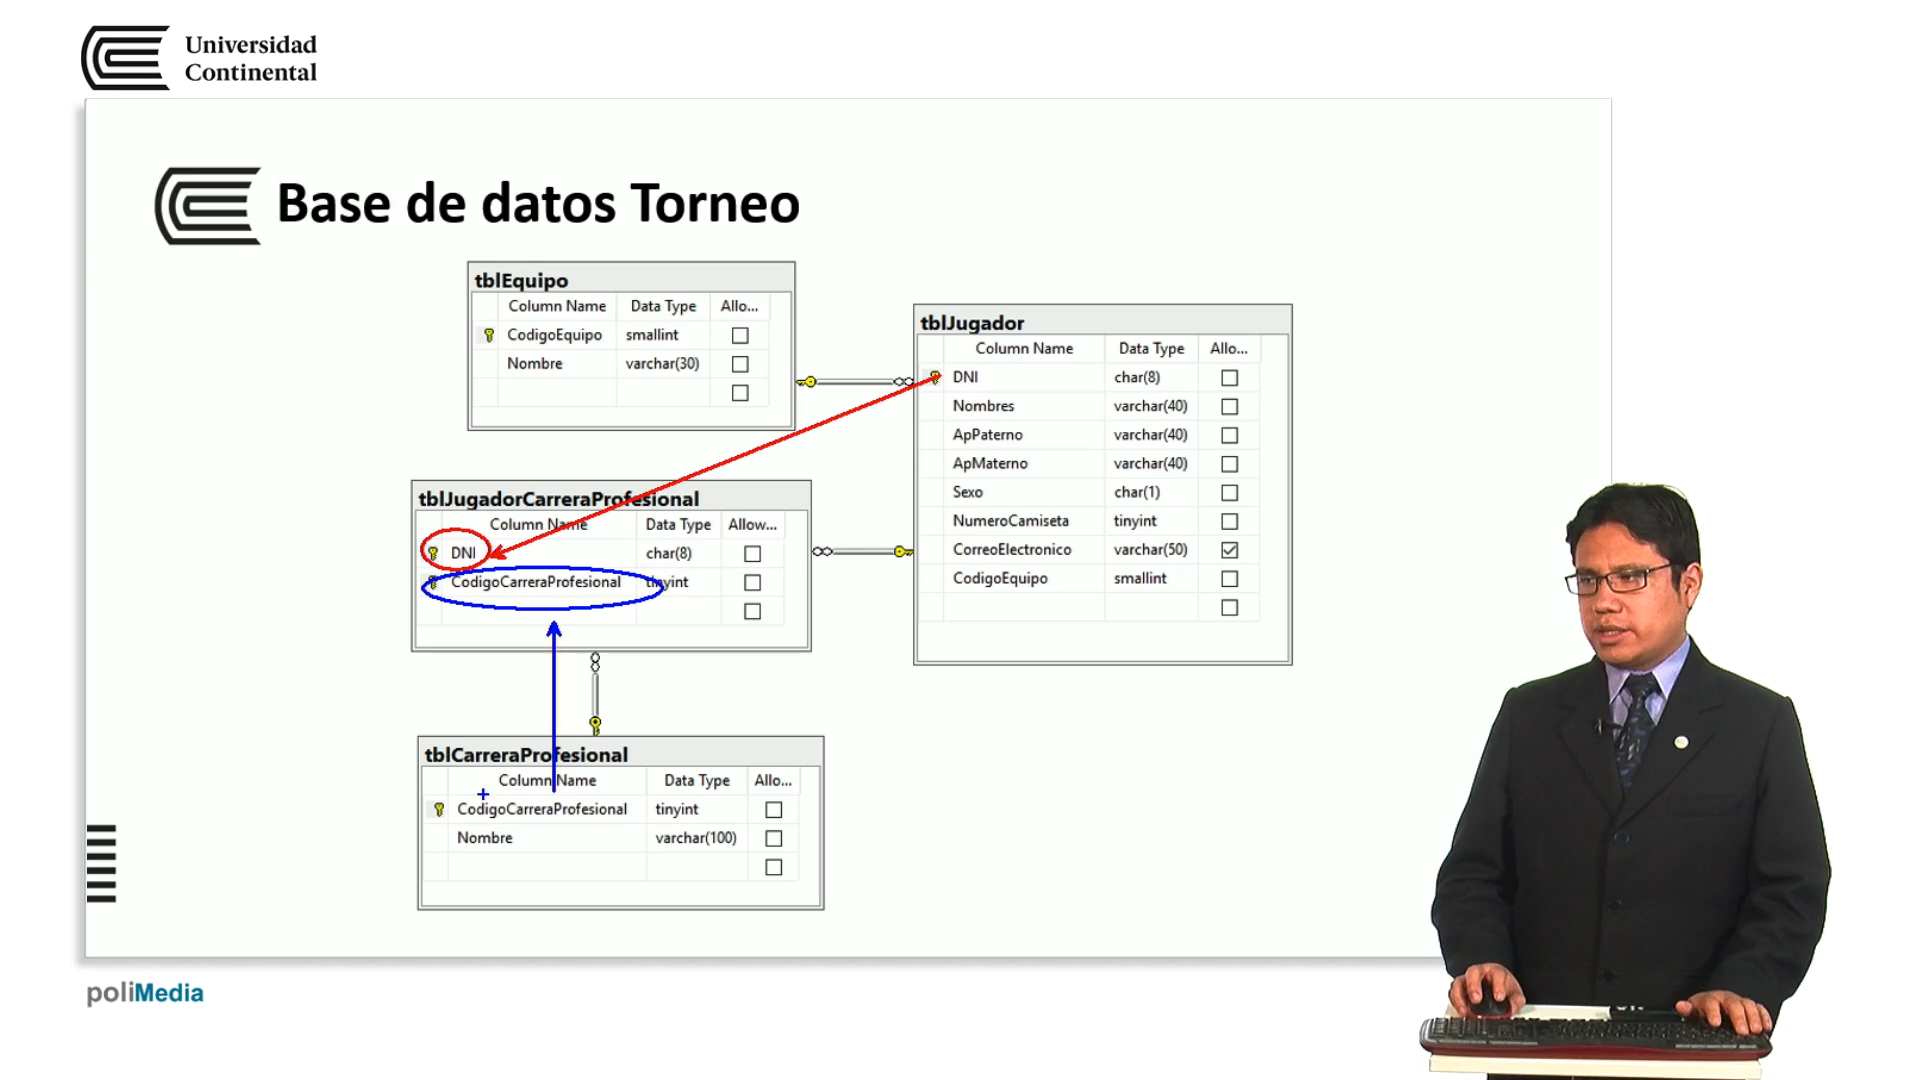 Universidad
Continental
Base de datos Torneo
tblEquipo
Column Name Data Type Allo...
CodigoEquipo smallint
Nombre varchar(30)
tblJugador
Column Name Data Type Allo...
DNI char(8)
Nombres varchar(40)
ApPaterno varchar(40)
ApMaterno varchar(40)
Sexo char(1)
NumeroCamiseta tinyint
CorreoElectronico varchar(50)
CodigoEquipo smallint
tblJugadorCarreraProfesional
Column Name Data Type Allow...
DNI char(8)
CodigoCarreraProfesional tinyint
tblCarreraProfesional
Column Name Data Type Allo...
CodigoCarreraProfesional tinyint
Nombre varchar(100)
poliMedia